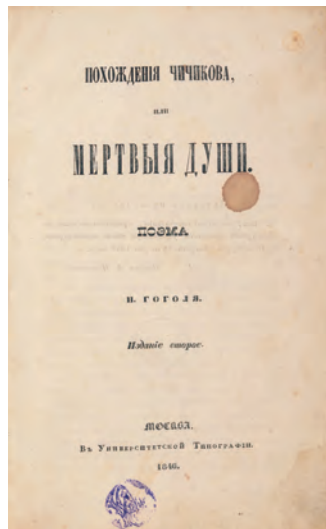 ПОХОЖДЕНІЯ ЧИЧИКОВА,
ИЛИ
МЕРТВЫЯ ДУШИ.
ПОЭМА
Н. ГОГОЛЯ.
Изданіе второе.
МОСКВА.
Въ Университетской Типографіи.
1846.